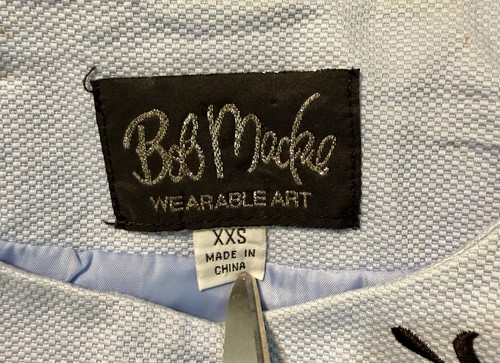 Bob Mackie
WEARABLE ART
XXS
MADE IN
CHINA